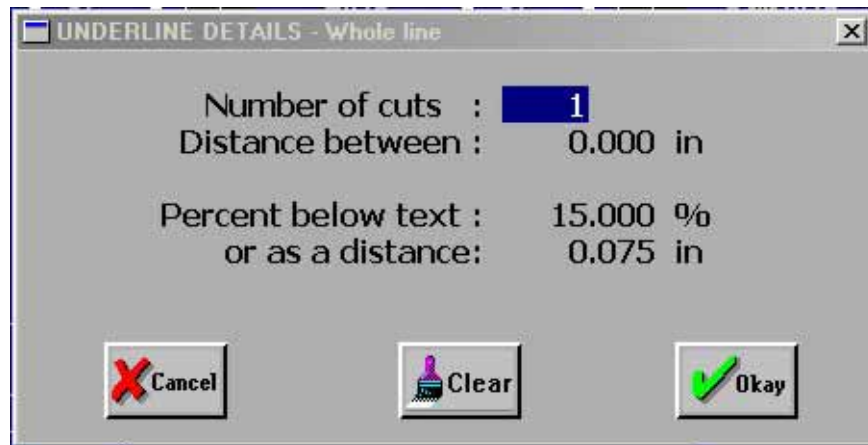 UNDERLINE DETAILS - Whole line
Number of cuts : 1
Distance between : 0.000 in
Percent below text : 15.000 %
or as a distance: 0.075 in
Cancel Clear Okay